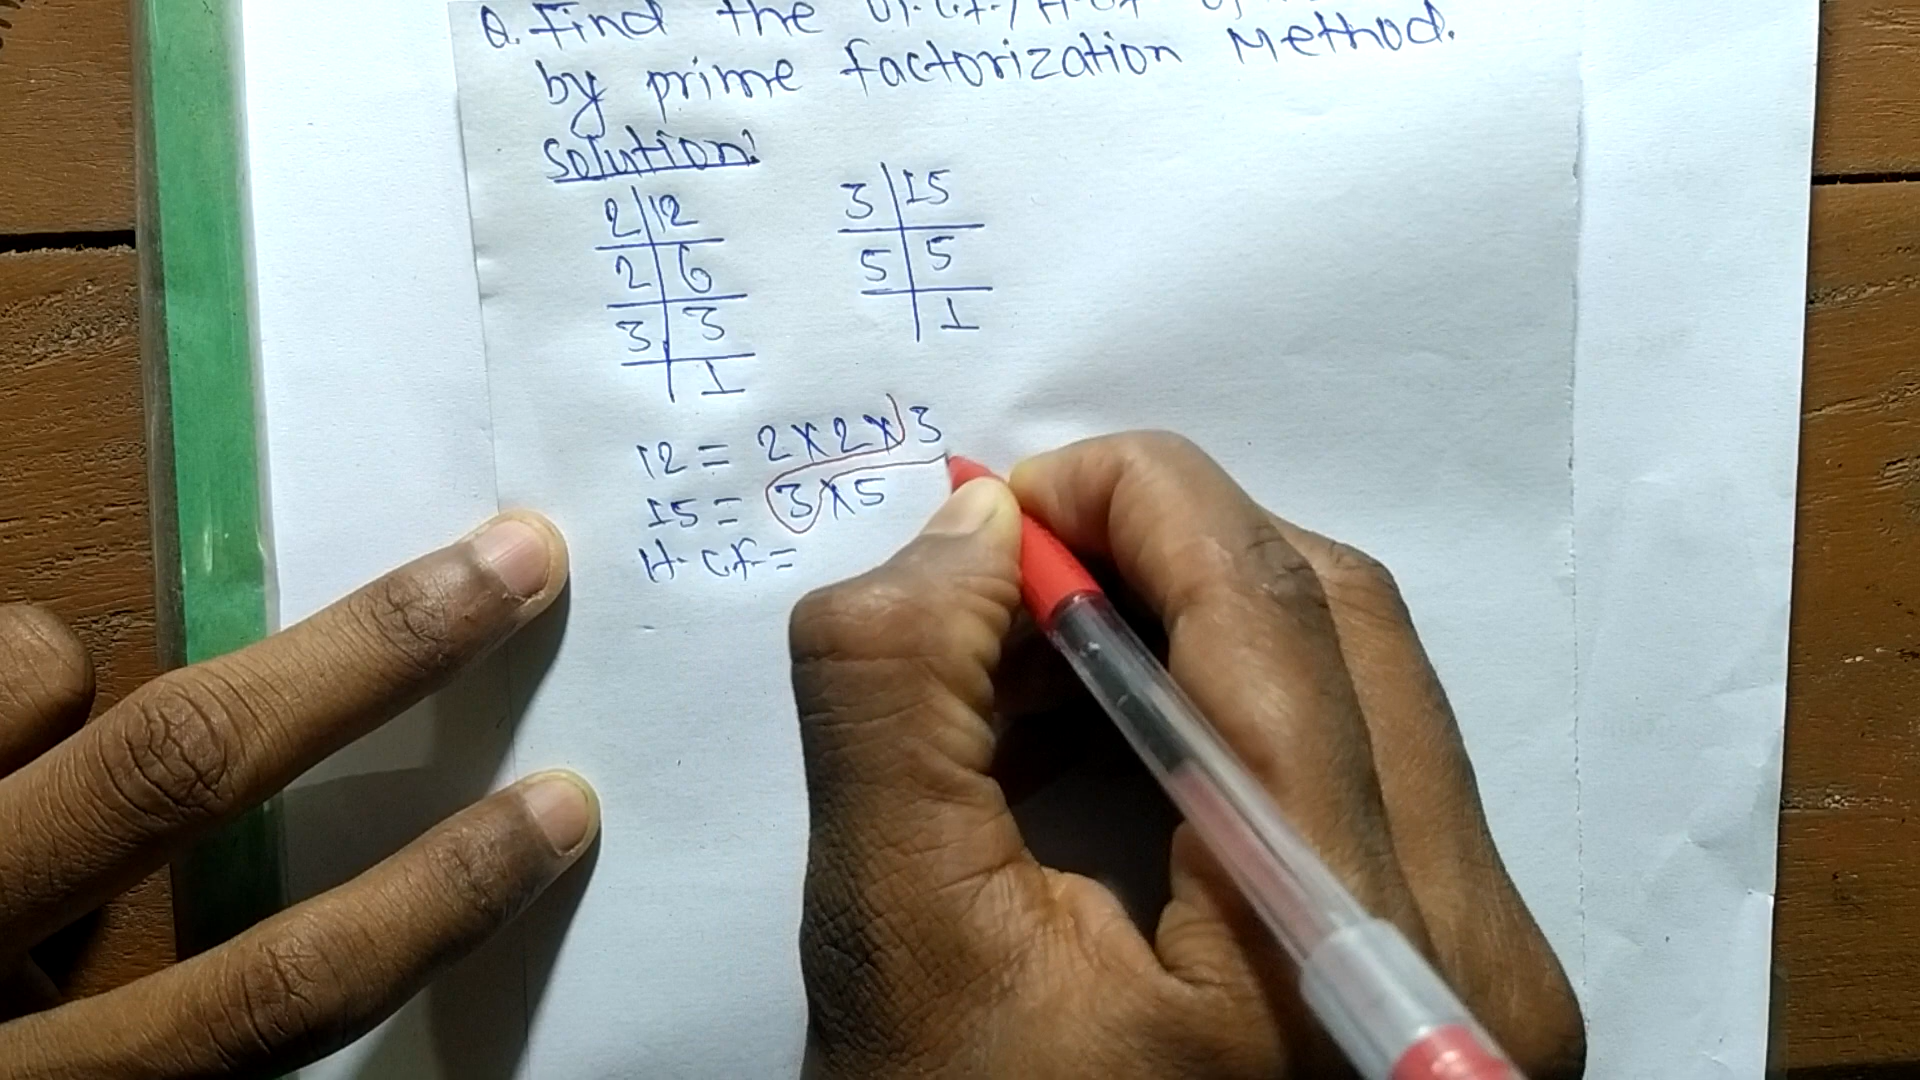 Q. Find the
by prime factorization Method.
Solution:
2 12
2 6
3 3
1
3 15
5 5
1
12 = 2×2×3
15 = 3×5
H.C.F =